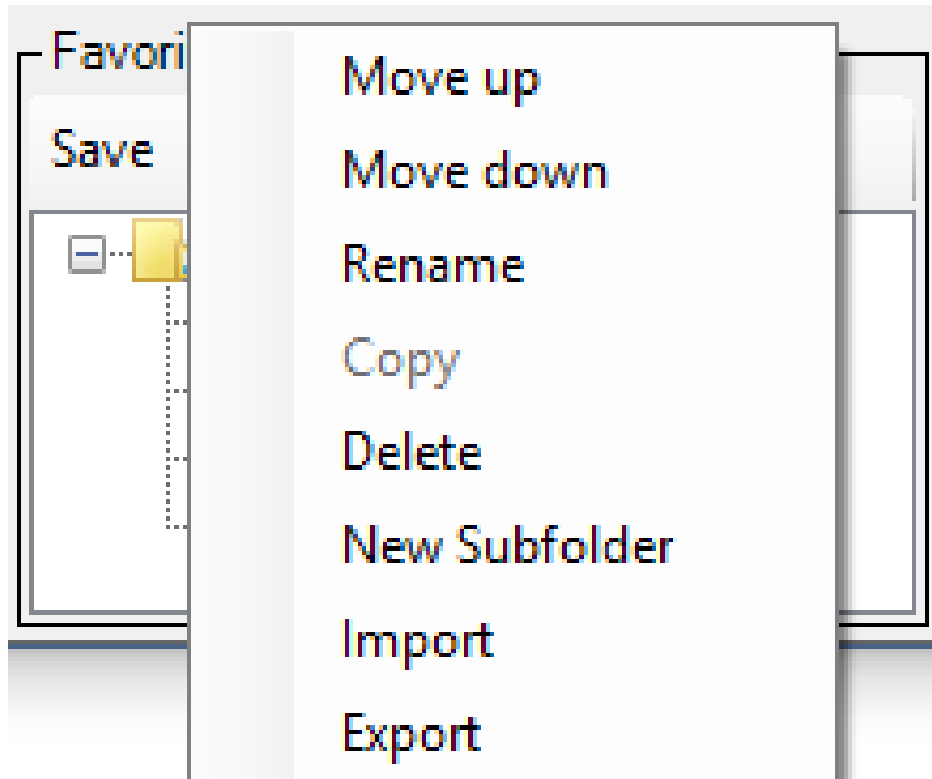 Favori
Save
Move up
Move down
Rename
Copy
Delete
New Subfolder
Import
Export